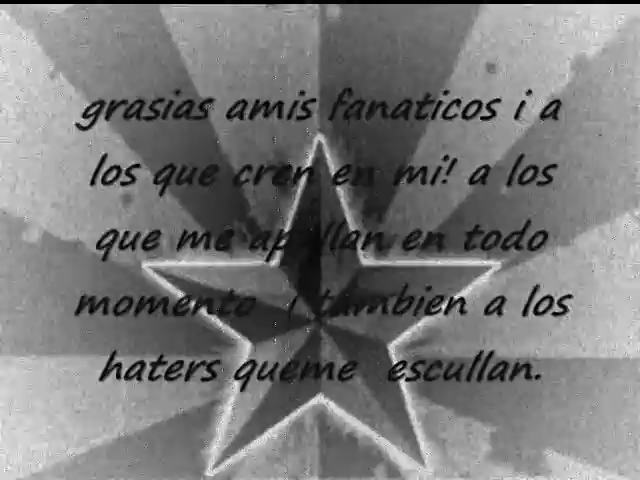 grasias amis fanaticos i a
los que cren en mi! a los
que me apollan en todo
momento i tambien a los
haters queme escullan.